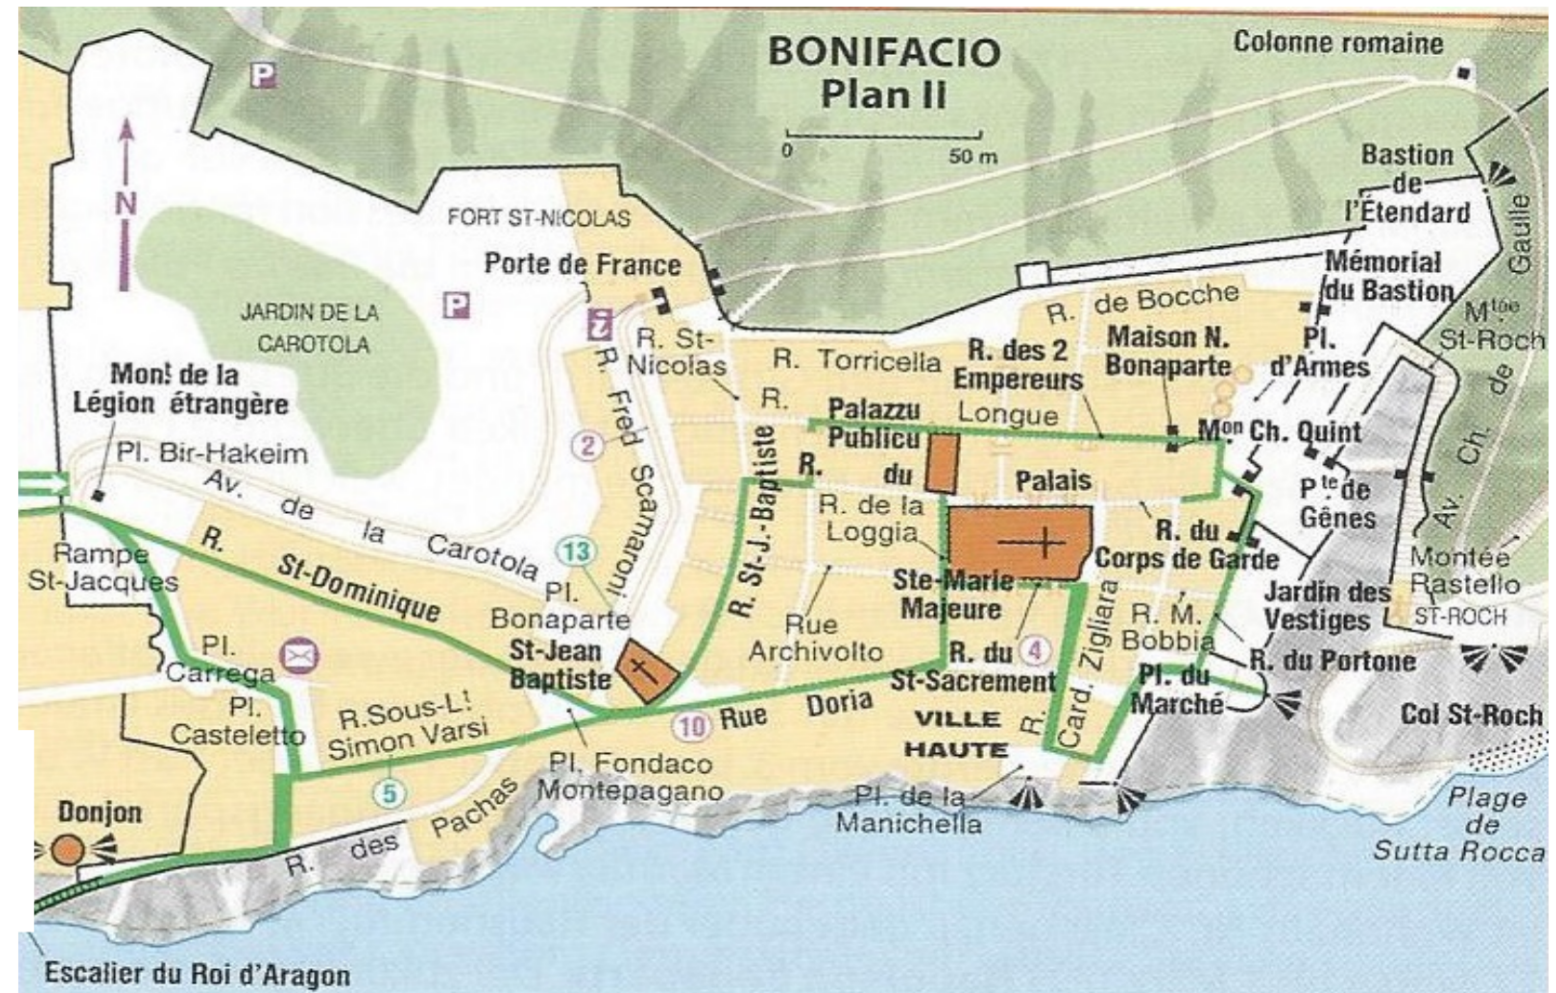 BONIFACIO
Plan II
0
50 m
Colonne romaine
P
N
Bastion
de
l'Étendard
Gaulle
FORT ST-NICOLAS
Porte de France
Mémorial
du Bastion
P
i
JARDIN DE LA
CAROTOLA
R. de Bocche
Mtée
St-Roch
R. St-
Nicolas
R. Torricella
R. des 2
Empereurs
Maison N.
Bonaparte
Pl.
d'Armes
Mont de la
Légion étrangère
R. Fred Scamaroni
R. Longue
Palazzu
Publicu
Mon Ch. Quint
de
Ch.
Av.
Pl. Bir-Hakeim
2
Av. de la Carotola
R. du Palais
R. St-J.-Baptiste
R. de la
Loggia
Pte de
Gênes
R. du
Corps de Garde
Rampe
St-Jacques
R. St-Dominique
13
Pl.
Bonaparte
Ste-Marie
Majeure
Montée
Rastello
ST-ROCH
Jardin des
Vestiges
R. M.
Bobbia
Rue
Archivolto
R. du
St-Sacrement
4
R. Card. Zigliara
Pl.
Carrega
St-Jean
Baptiste
R. du Portone
Pl. du
Marché
Pl.
Casteletto
R.Sous-Lt
Simon Varsi
10
Rue Doria
VILLE
HAUTE
Col St-Roch
5
Pl. Fondaco
Montepagano
Pl. de la
Manichella
Donjon
R. des Pachas
Plage
de
Sutta Rocca
Escalier du Roi d'Aragon